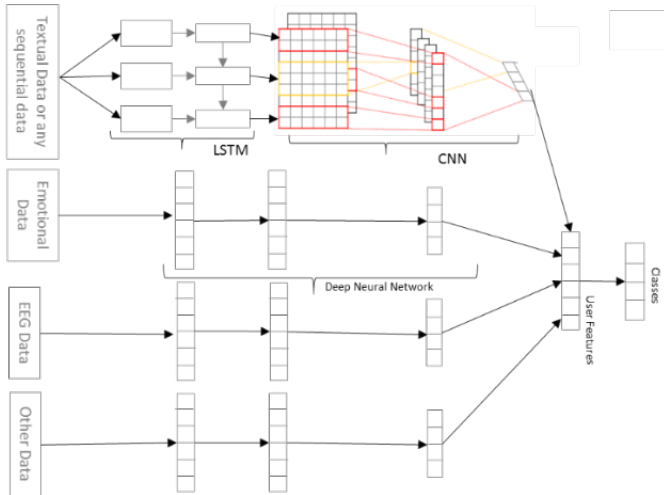 Textual Data or any
sequential data
LSTM
CNN
Emotional
Data
Deep Neural Network
EEG Data
Other Data
User Features
Classes